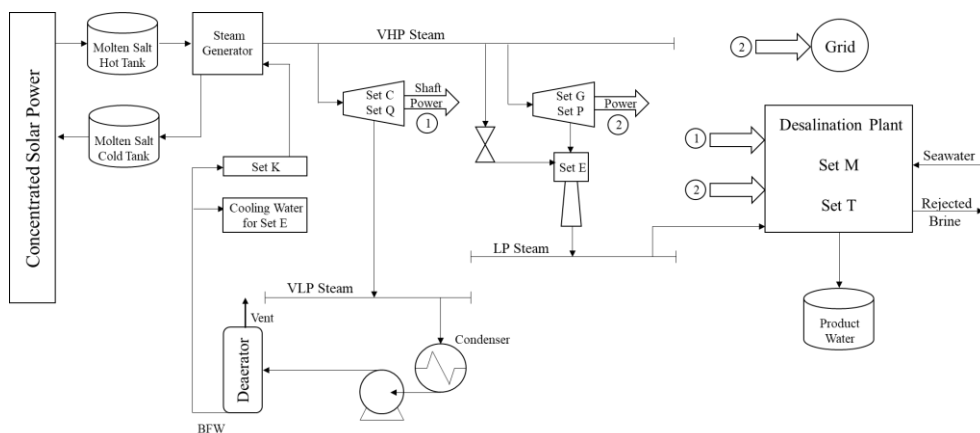 Concentrated Solar Power
Molten Salt
Hot Tank
Steam
Generator
VHP Steam
2
Grid
Set C
Set Q
Shaft
Power
1
Set G
Set P
Power
2
Molten Salt
Cold Tank
Set K
Cooling Water
for Set E
Set E
1
2
Desalination Plant
Set M
Set T
Seawater
Rejected
Brine
LP Steam
VLP Steam
Vent
Condenser
Deaerator
BFW
Product
Water